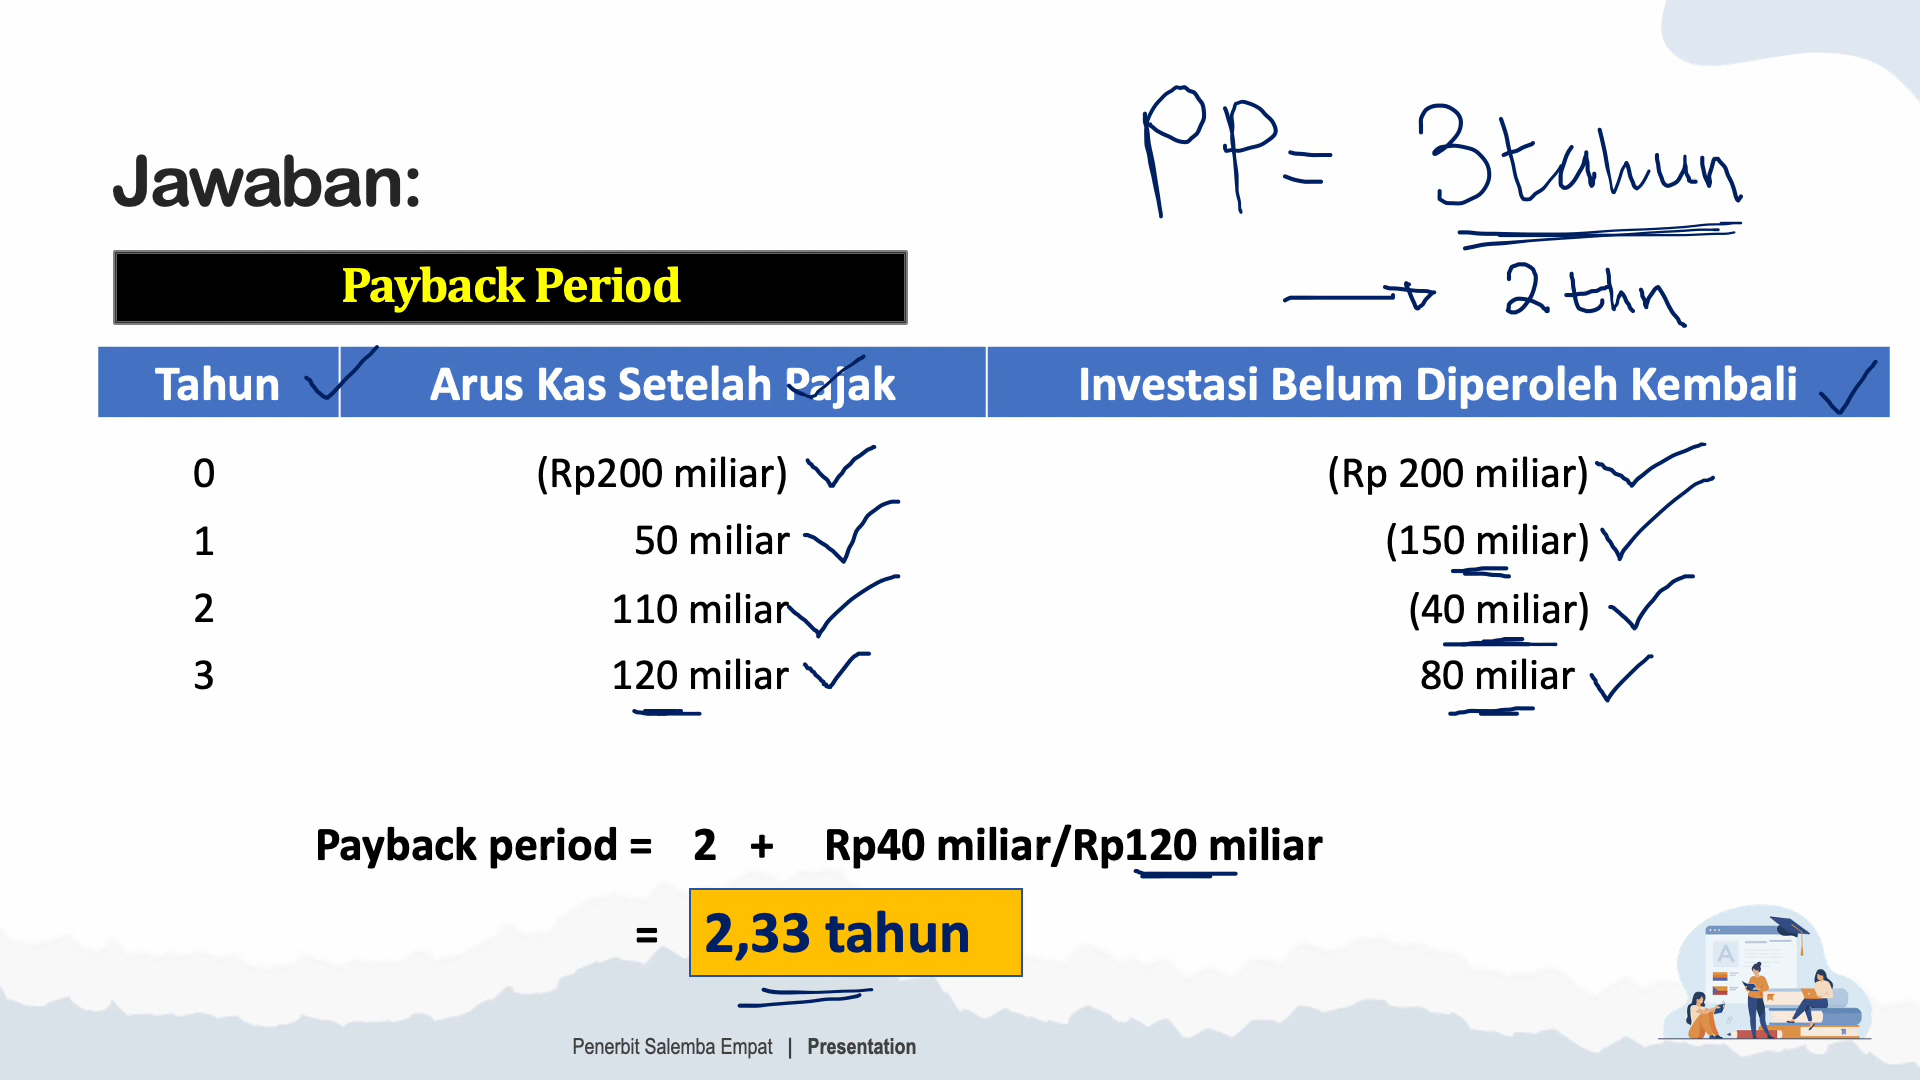 PP = 3 tahun
Jawaban:
2 thn
Payback Period
Tahun Arus Kas Setelah Pajak Investasi Belum Diperoleh Kembali
0 (Rp200 miliar) (Rp 200 miliar)
1 50 miliar (150 miliar)
2 110 miliar (40 miliar)
3 120 miliar 80 miliar
Payback period = 2 + Rp40 miliar/Rp120 miliar
= 2,33 tahun
A
Penerbit Salemba Empat | Presentation